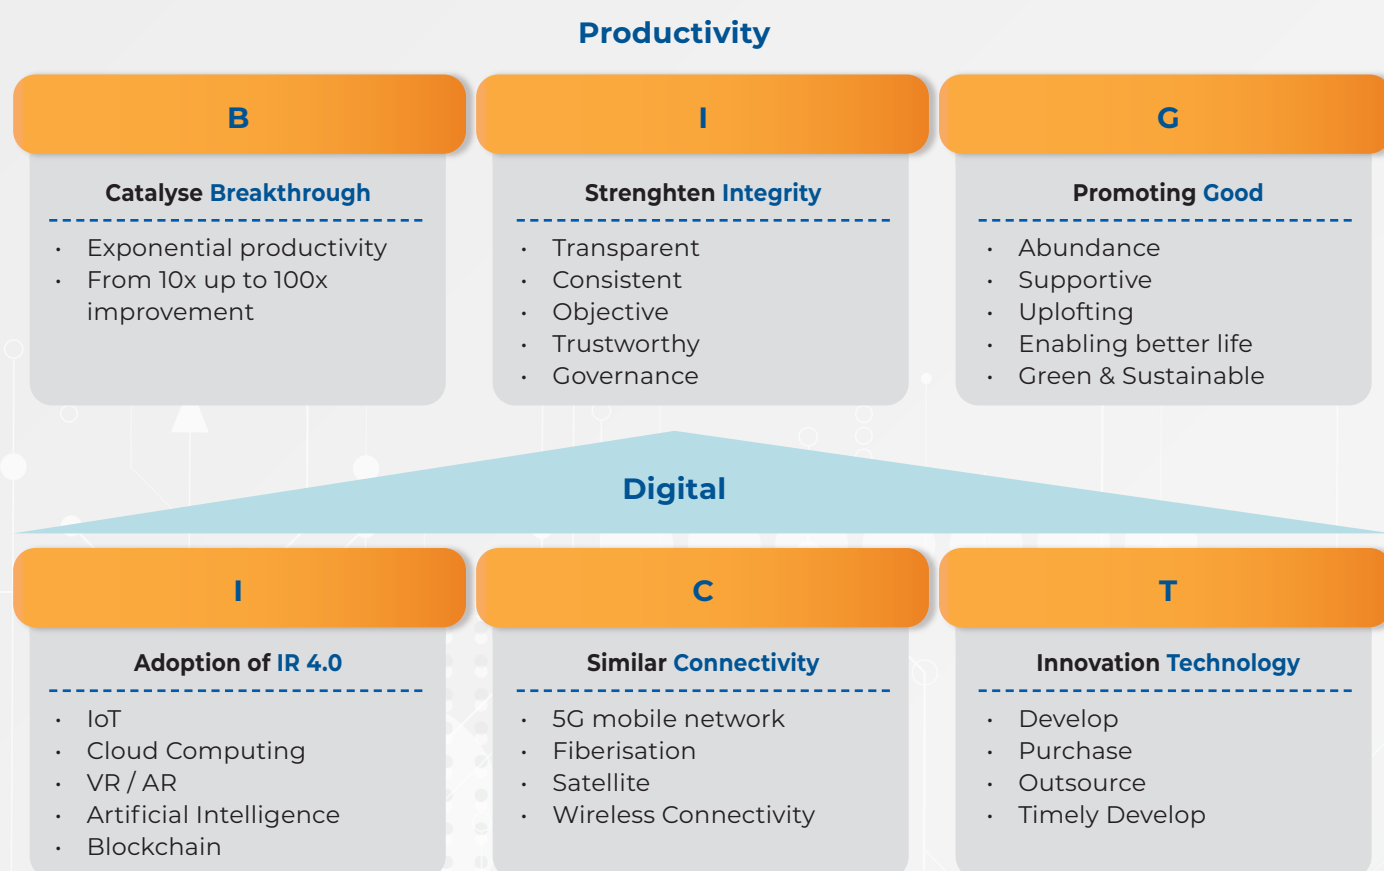 Productivity
B
Catalyse Breakthrough
• Exponential productivity
• From 10x up to 100x
improvement
I
Strenghten Integrity
• Transparent
• Consistent
• Objective
• Trustworthy
• Governance
G
Promoting Good
• Abundance
• Supportive
• Uplofting
• Enabling better life
• Green & Sustainable
Digital
I
Adoption of IR 4.0
• IoT
• Cloud Computing
• VR / AR
• Artificial Intelligence
• Blockchain
C
Similar Connectivity
• 5G mobile network
• Fiberisation
• Satellite
• Wireless Connectivity
T
Innovation Technology
• Develop
• Purchase
• Outsource
• Timely Develop